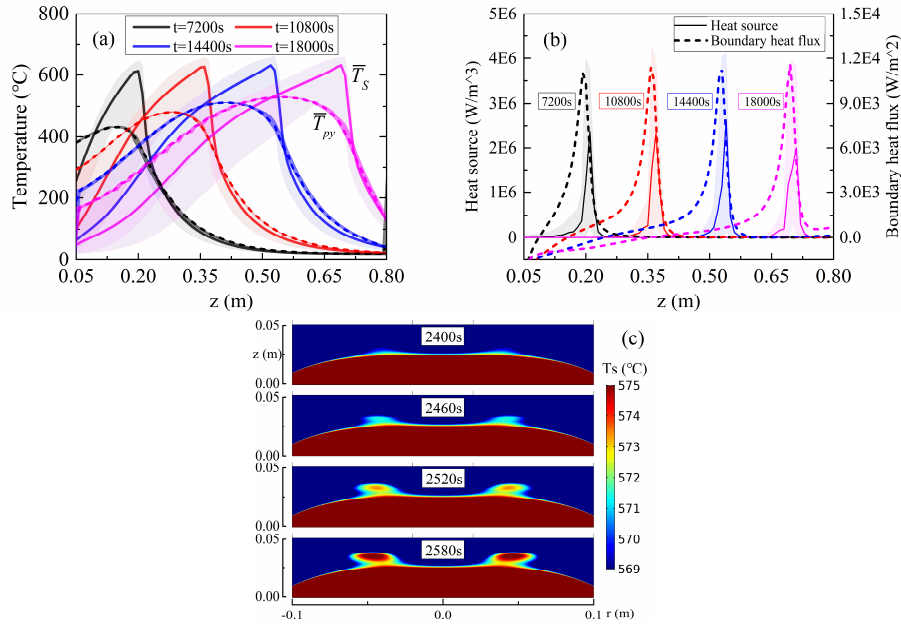 (a)
t=7200s
t=10800s
t=14400s
t=18000s
T̅_S
T̅_py
Temperature (°C)
800
600
400
200
0
0.05 0.20 0.35 0.50 0.65 0.80
z (m)
(b)
Heat source
Boundary heat flux
7200s
10800s
14400s
18000s
Heat source (W/m^3)
5E6
4E6
3E6
2E6
1E6
0
1.5E4
1.2E4
9.0E3
6.0E3
3.0E3
0.0
Boundary heat flux (W/m^2)
0.05 0.20 0.35 0.50 0.65 0.80
z (m)
(c)
0.05
z (m)
0.00
2400s
0.05
0.00
2460s
0.05
0.00
2520s
0.05
0.00
2580s
-0.1 0.0 r (m) 0.1
Ts (℃)
575
575
574
573
572
571
570
569